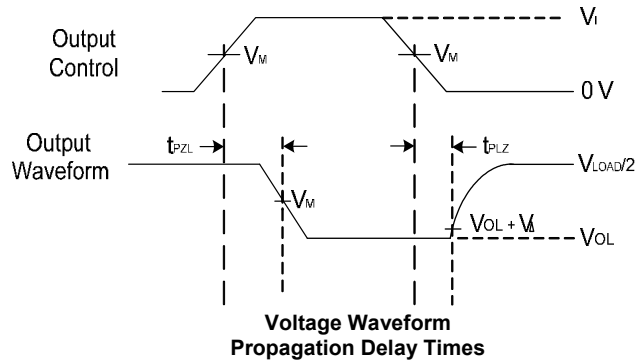 Output
Control
VM
VM
VI
0 V
Output
Waveform
tPZL
tPLZ
VM
VLOAD/2
VOL + VΔ
VOL
Voltage Waveform
Propagation Delay Times